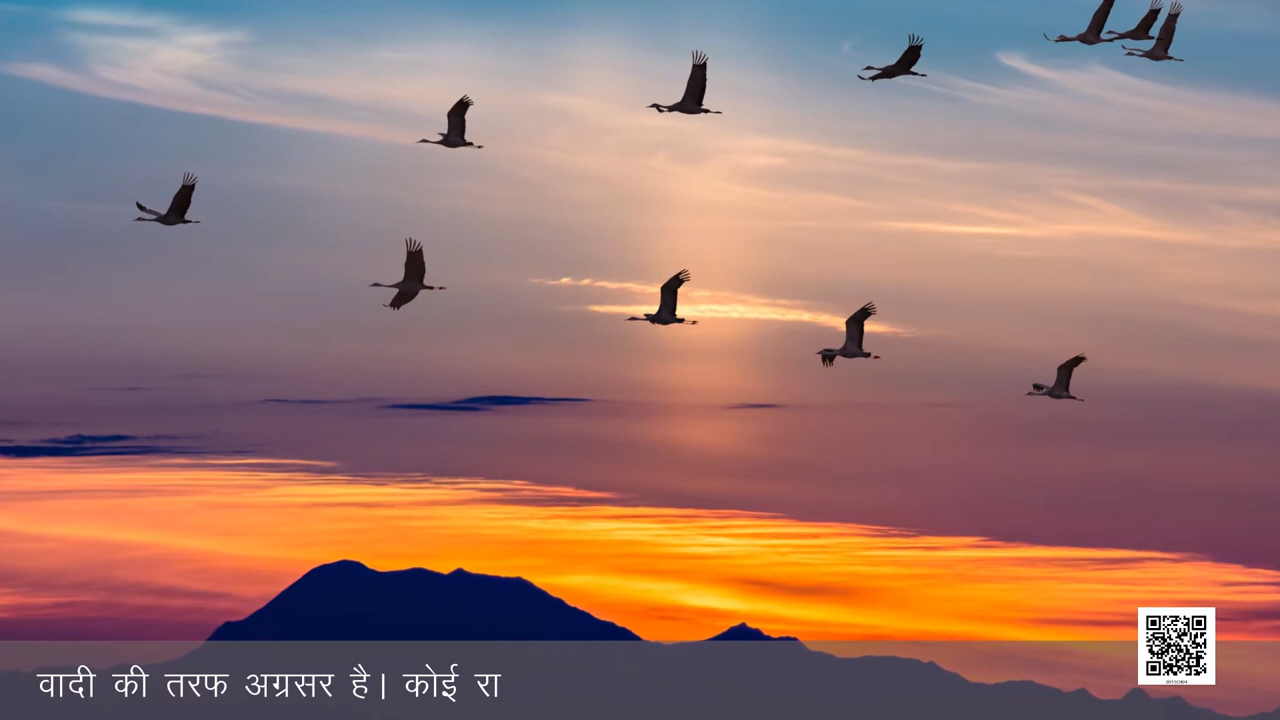 वादी की तरफ अग्रसर है। कोई रा